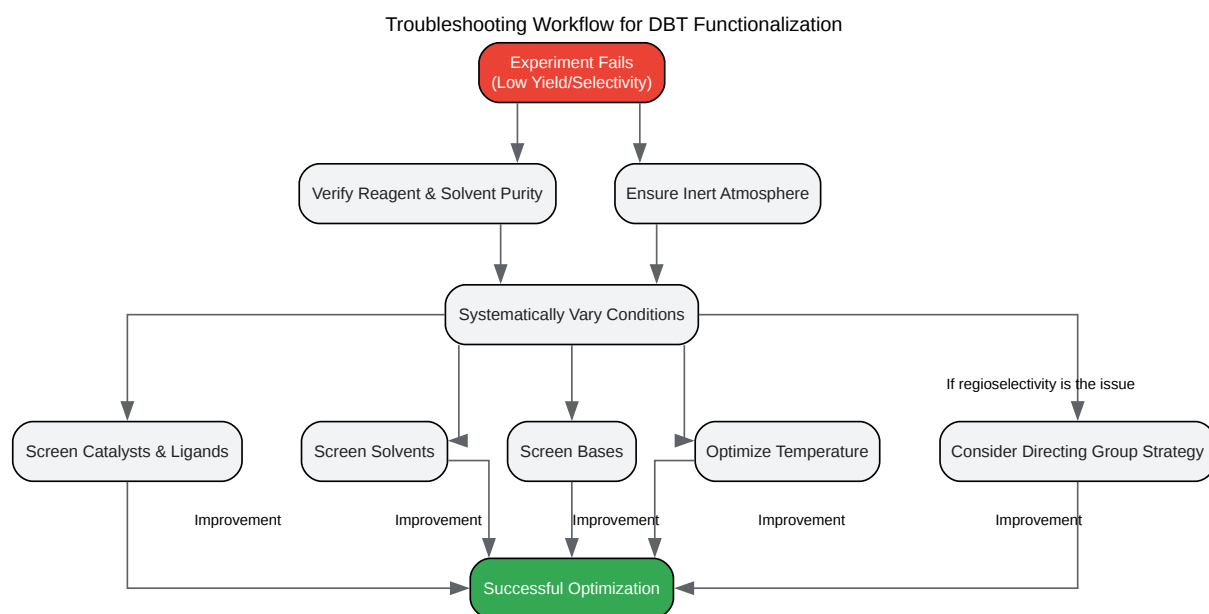 Troubleshooting Workflow for DBT Functionalization
Experiment Fails
(Low Yield/Selectivity)
Verify Reagent & Solvent Purity
Ensure Inert Atmosphere
Systematically Vary Conditions
If regioselectivity is the issue
Screen Catalysts & Ligands
Screen Solvents
Screen Bases
Optimize Temperature
Consider Directing Group Strategy
Improvement
Improvement
Improvement
Improvement
Improvement
Successful Optimization